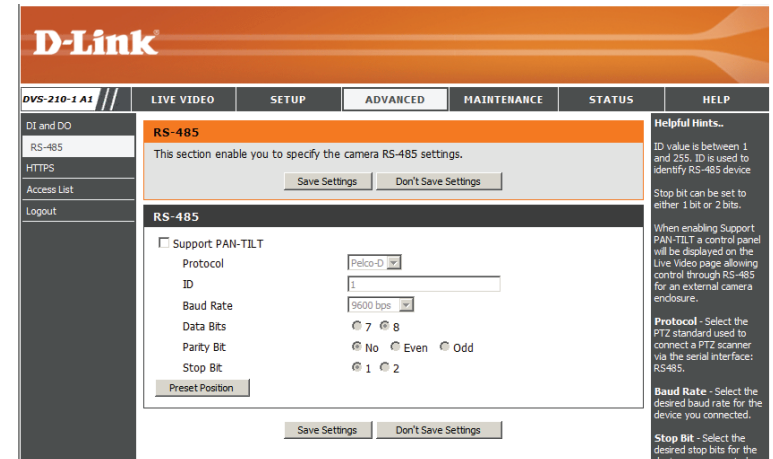 D-Link
DVS-210-1 A1 // LIVE VIDEO SETUP ADVANCED MAINTENANCE STATUS HELP
DI and DO
RS-485
HTTPS
Access List
Logout
RS-485
This section enable you to specify the camera RS-485 settings.
Save Settings Don't Save Settings
RS-485
Support PAN-TILT
Protocol Pelco-D
ID 1
Baud Rate 9600 bps
Data Bits 7 8
Parity Bit No Even Odd
Stop Bit 1 2
Preset Position
Save Settings Don't Save Settings
Helpful Hints..
ID value is between 1
and 255. ID is used to
identify RS-485 device
Stop bit can be set to
either 1 bit or 2 bits.
When enabling Support
PAN-TILT a control panel
will be displayed on the
Live Video page allowing
control through RS-485
for an external camera
enclosure.
Protocol - Select the
PTZ standard used to
connect a PTZ scanner
via the serial interface:
RS485.
Baud Rate - Select the
desired baud rate for the
device you connected.
Stop Bit - Select the
desired stop bits for the